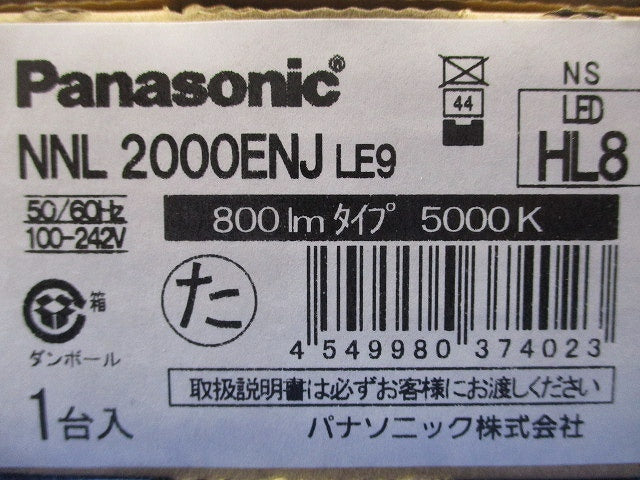 Panasonic®
NNL 2000ENJ LE9
44
NS
LED
HL8
50/60Hz
100-242V
800 lm タイプ 5000 K
た
箱
ダンボール
4 549980 374023
取扱説明書は必ずお客様にお渡しください
1台入
パナソニック株式会社